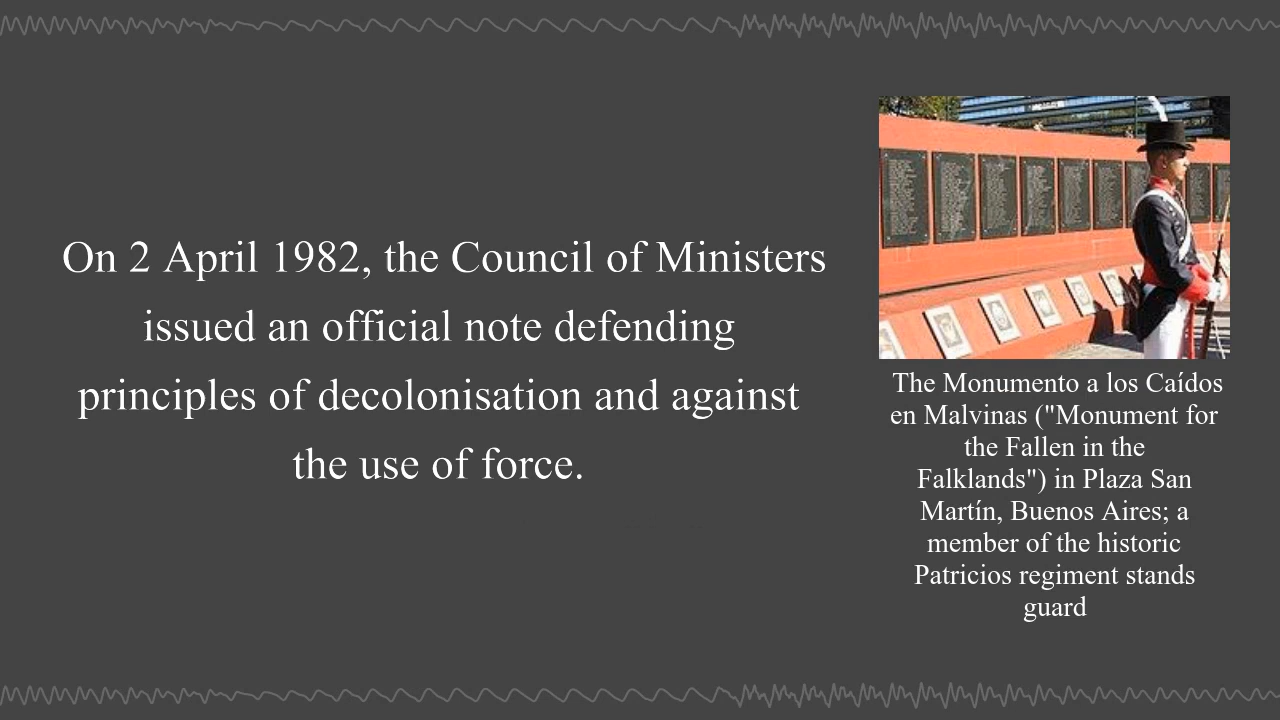 On 2 April 1982, the Council of Ministers
issued an official note defending
principles of decolonisation and against
the use of force.
The Monumento a los Caídos
en Malvinas ("Monument for
the Fallen in the
Falklands") in Plaza San
Martín, Buenos Aires; a
member of the historic
Patricios regiment stands
guard